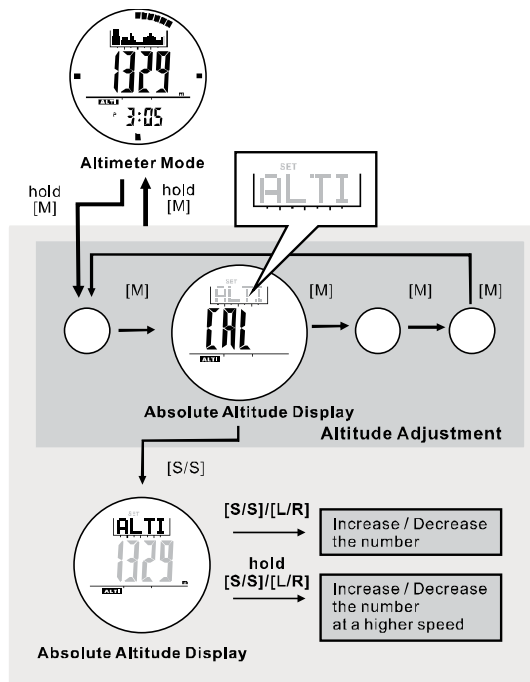 1329
m
ALTI
P 3:05
Altimeter Mode
hold
[M]
hold
[M]
SET
ALTI
[M]
SET
ALTI
CAL
ALTI
[M]
[M]
[M]
Absolute Altitude Display
Altitude Adjustment
[S/S]
SET
ALTI
1329
m
ALTI
[S/S]/[L/R]
Increase / Decrease
the number
hold
[S/S]/[L/R]
Increase / Decrease
the number
at a higher speed
Absolute Altitude Display